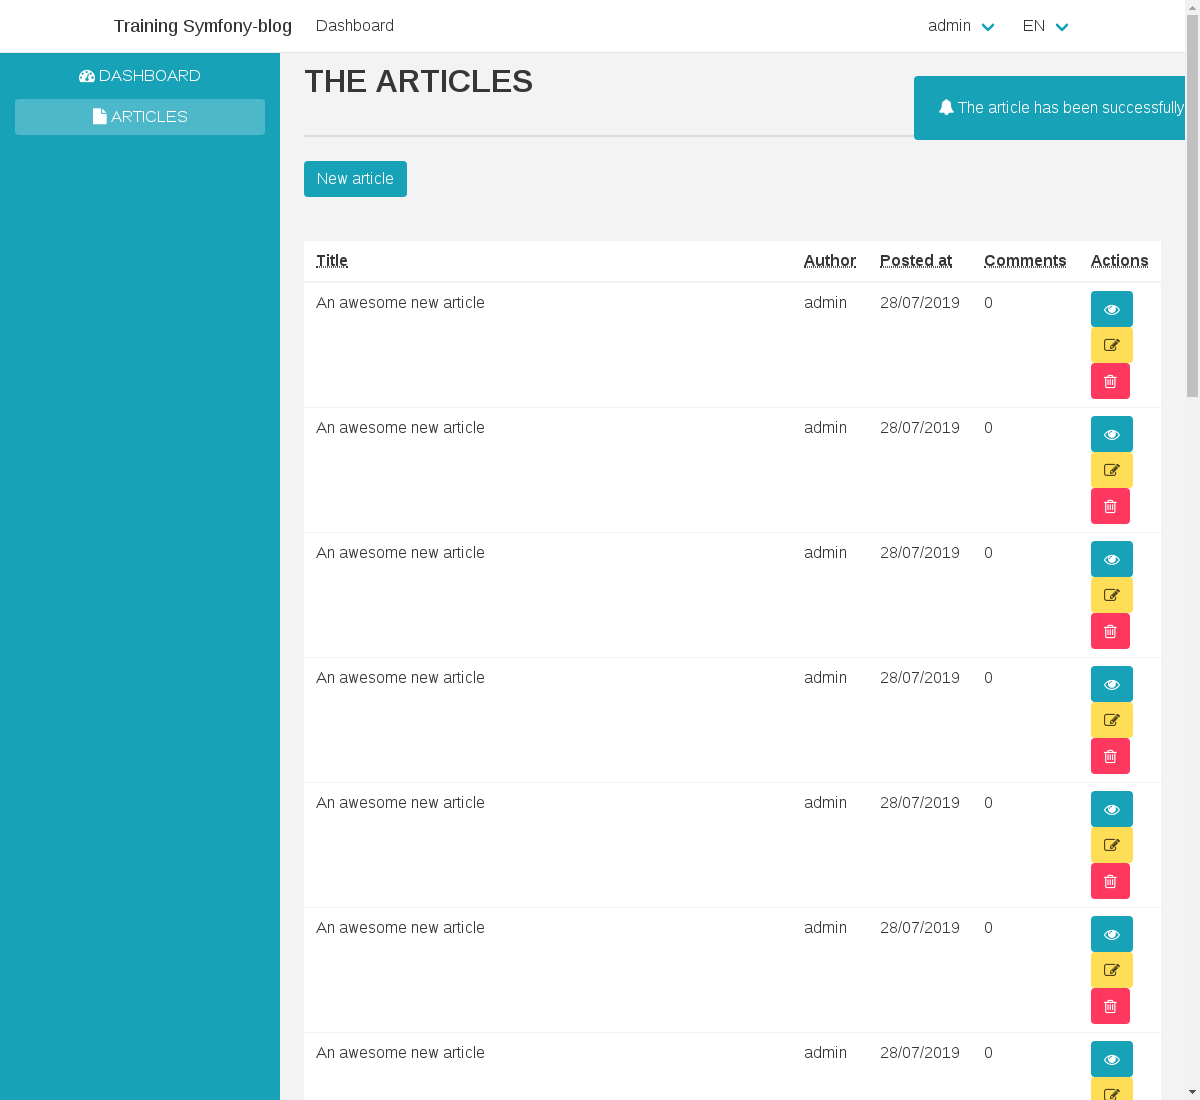 Training Symfony-blog Dashboard admin EN
DASHBOARD
ARTICLES
THE ARTICLES
The article has been successfully
New article
Title Author Posted at Comments Actions
An awesome new article admin 28/07/2019 0
An awesome new article admin 28/07/2019 0
An awesome new article admin 28/07/2019 0
An awesome new article admin 28/07/2019 0
An awesome new article admin 28/07/2019 0
An awesome new article admin 28/07/2019 0
An awesome new article admin 28/07/2019 0